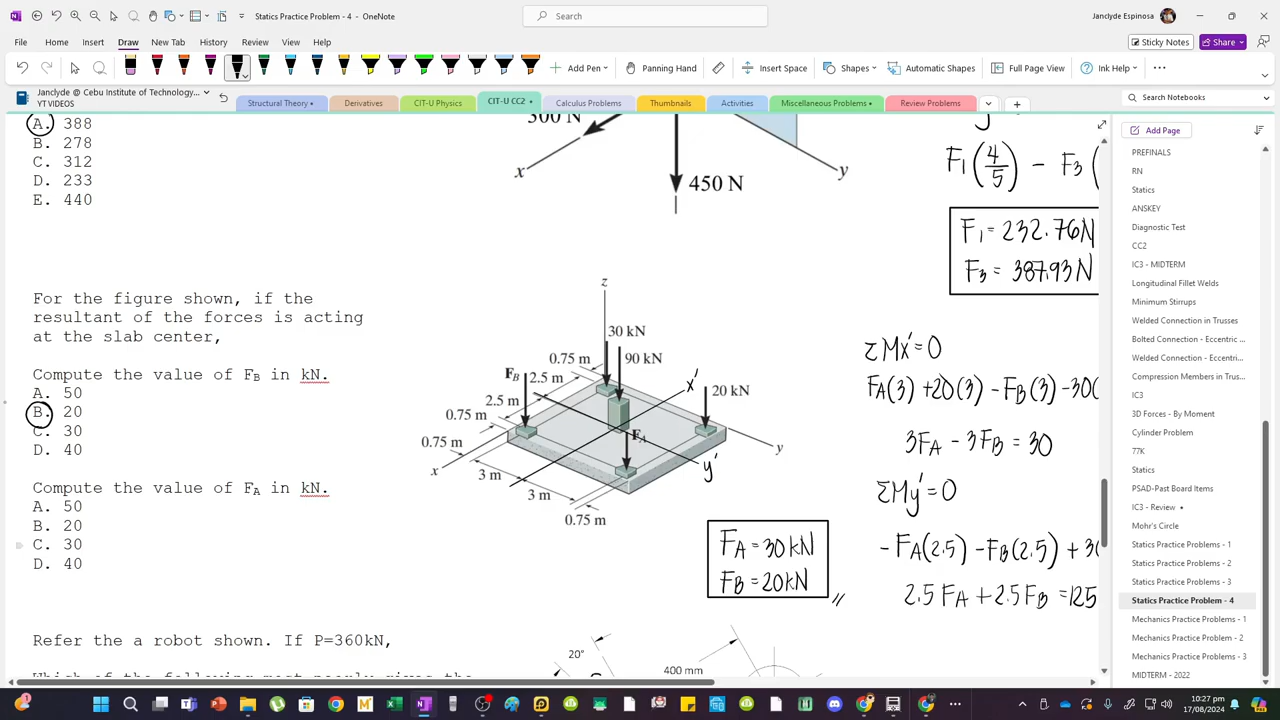 Statics Practice Problem - 4 - OneNote
Search
Janclyde Espinosa
File Home Insert Draw New Tab History Review View Help
Sticky Notes
Share
Add Pen
Panning Hand
Insert Space
Shapes
Automatic Shapes
Full Page View
Ink Help
Janclyde @ Cebu Institute of Technology...
YT VIDEOS
Structural Theory
Derivatives
CIT-U Physics
CIT-U CC2
Calculus Problems
Thumbnails
Activities
Miscellaneous Problems
Review Problems
Search Notebooks
A. 388
B. 278
C. 312
D. 233
E. 440
300 N
x
y
450 N
F1(4/5) - F3(
F1 = 232.76N
F3 = 387.93N
For the figure shown, if the
resultant of the forces is acting
at the slab center,
Compute the value of FB in kN.
A. 50
B. 20
C. 30
D. 40
Compute the value of FA in kN.
A. 50
B. 20
C. 30
D. 40
z
30 kN
90 kN
0.75 m
FB
2.5 m
2.5 m
0.75 m
0.75 m
20 kN
x'
FA
y
y'
x
3 m
3 m
0.75 m
ΣMx' = 0
FA(3) + 20(3) - FB(3) - 30(
3FA - 3FB = 30
ΣMy' = 0
- FA(2.5) - FB(2.5) + 30
2.5FA + 2.5FB = 125
FA = 30kN
FB = 20kN
Refer the a robot shown. If P=360kN,
20°
400 mm
Add Page
PREFINALS
RN
Statics
ANSKEY
Diagnostic Test
CC2
IC3 - MIDTERM
Longitudinal Fillet Welds
Minimum Stirrups
Welded Connection in Trusses
Bolted Connection - Eccentric ...
Welded Connection - Eccentric...
Compression Members in Trus...
IC3
3D Forces - By Moment
Cylinder Problem
77K
Statics
PSAD-Past Board Items
IC3 - Review
Mohr's Circle
Statics Practice Problems - 1
Statics Practice Problems - 2
Statics Practice Problems - 3
Statics Practice Problem - 4
Mechanics Practice Problems - 1
Mechanics Practice Problem - 2
Mechanics Practice Problem - 3
MIDTERM - 2022
10:27 pm
17/08/2024